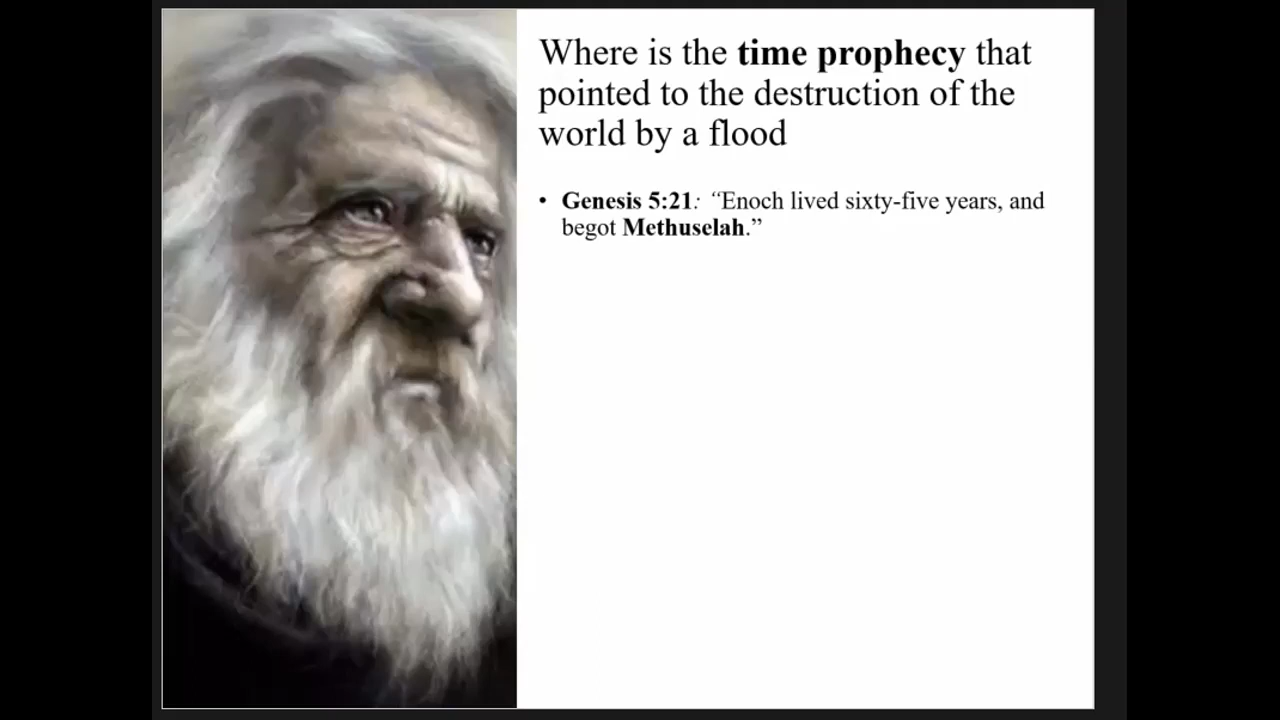 Where is the time prophecy that
pointed to the destruction of the
world by a flood
• Genesis 5:21: “Enoch lived sixty-five years, and
begot Methuselah.”